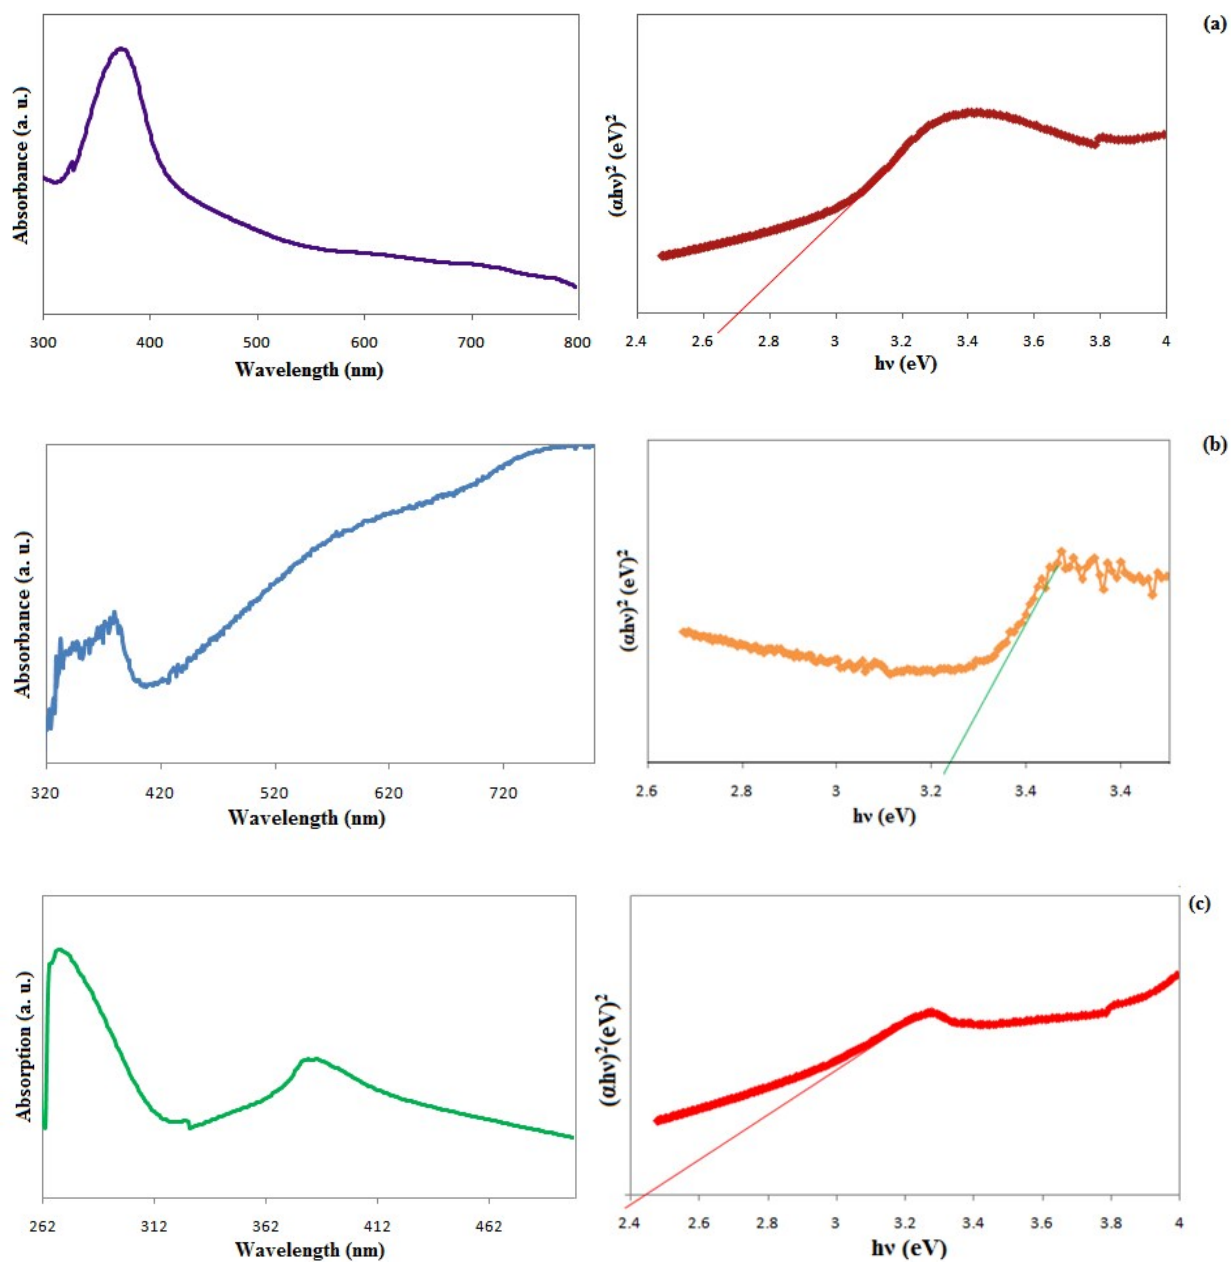 (a)
Absorbance (a. u.)
300 400 500 600 700 800
Wavelength (nm)
(αhν)² (eV)²
2.4 2.6 2.8 3 3.2 3.4 3.6 3.8 4
hν (eV)
(b)
Absorbance (a. u.)
320 420 520 620 720
Wavelength (nm)
(αhν)² (eV)²
2.6 2.8 3 3.2 3.4 3.4
hν (eV)
(c)
Absorption (a. u.)
262 312 362 412 462
Wavelength (nm)
(αhν)²(eV)²
2.4 2.6 2.8 3 3.2 3.4 3.6 3.8 4
hν (eV)